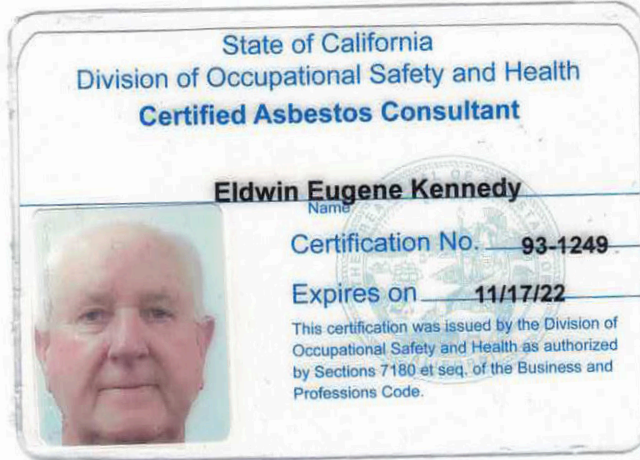 State of California
Division of Occupational Safety and Health
Certified Asbestos Consultant
Eldwin Eugene Kennedy
Name
Certification No. 93-1249
Expires on 11/17/22
This certification was issued by the Division of
Occupational Safety and Health as authorized
by Sections 7180 et seq. of the Business and
Professions Code.